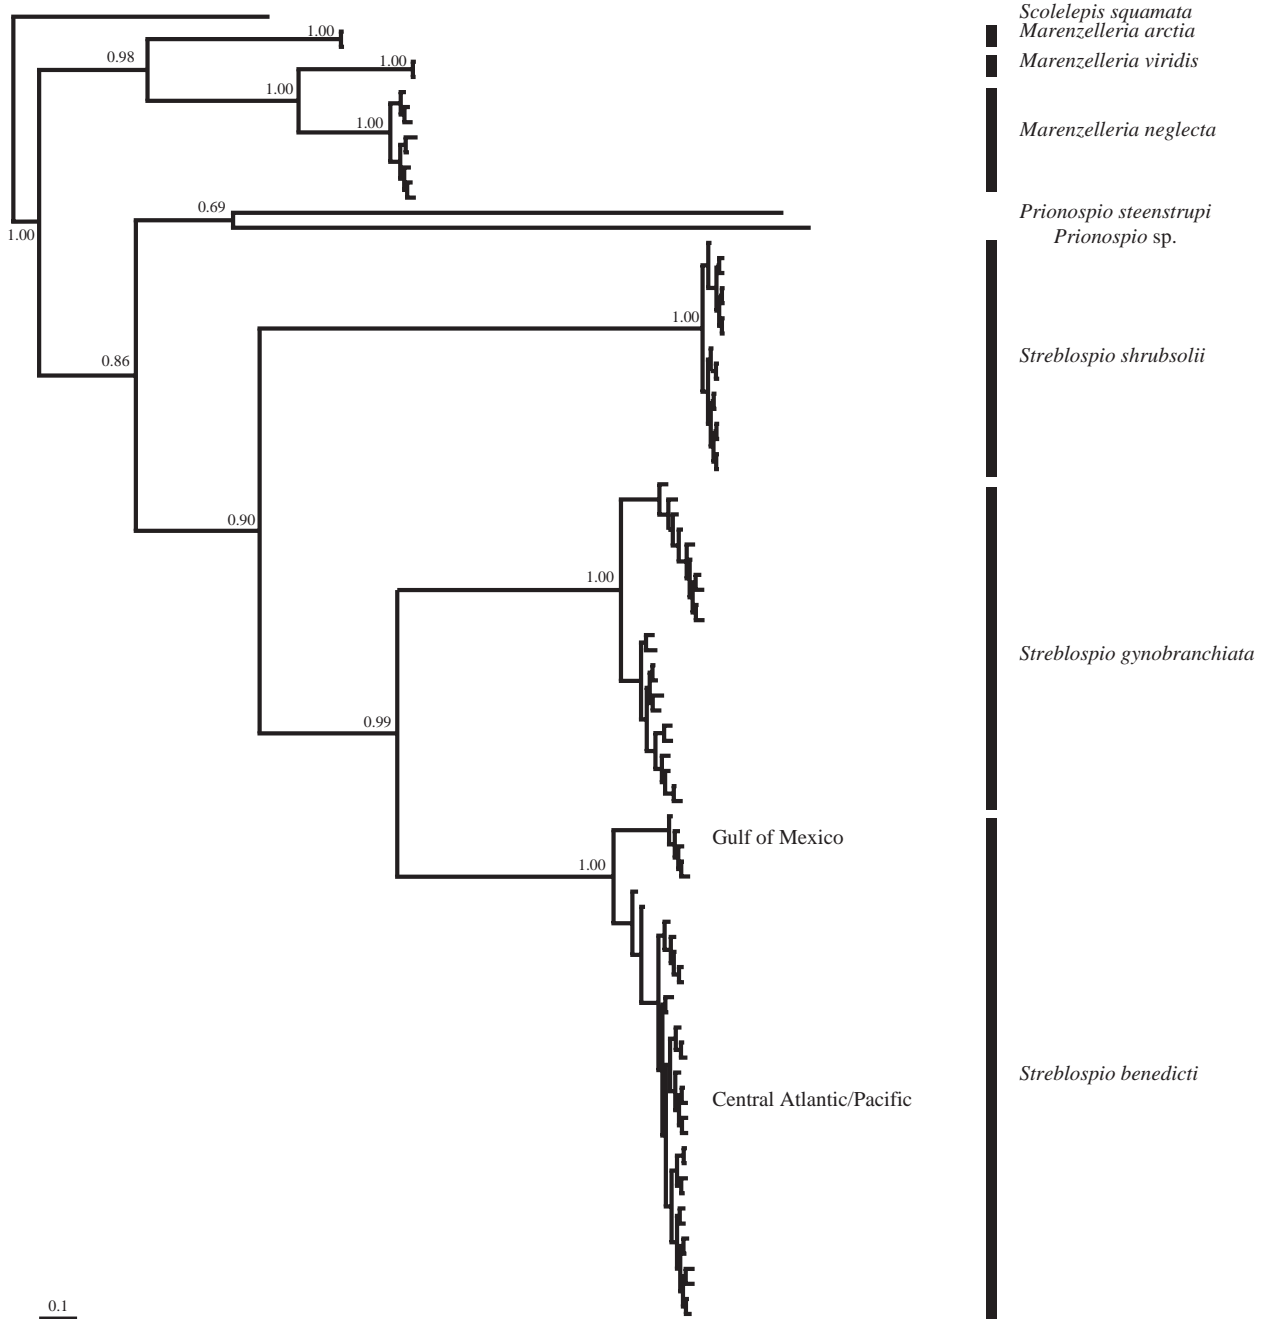 Scolelepis squamata
1.00
Marenzelleria arctia
0.98
1.00
Marenzelleria viridis
1.00
1.00
Marenzelleria neglecta
0.69
Prionospio steenstrupi
1.00
Prionospio sp.
1.00
Streblospio shrubsolii
0.86
0.90
1.00
Streblospio gynobranchiata
0.99
Gulf of Mexico
1.00
Streblospio benedicti
Central Atlantic/Pacific
0.1